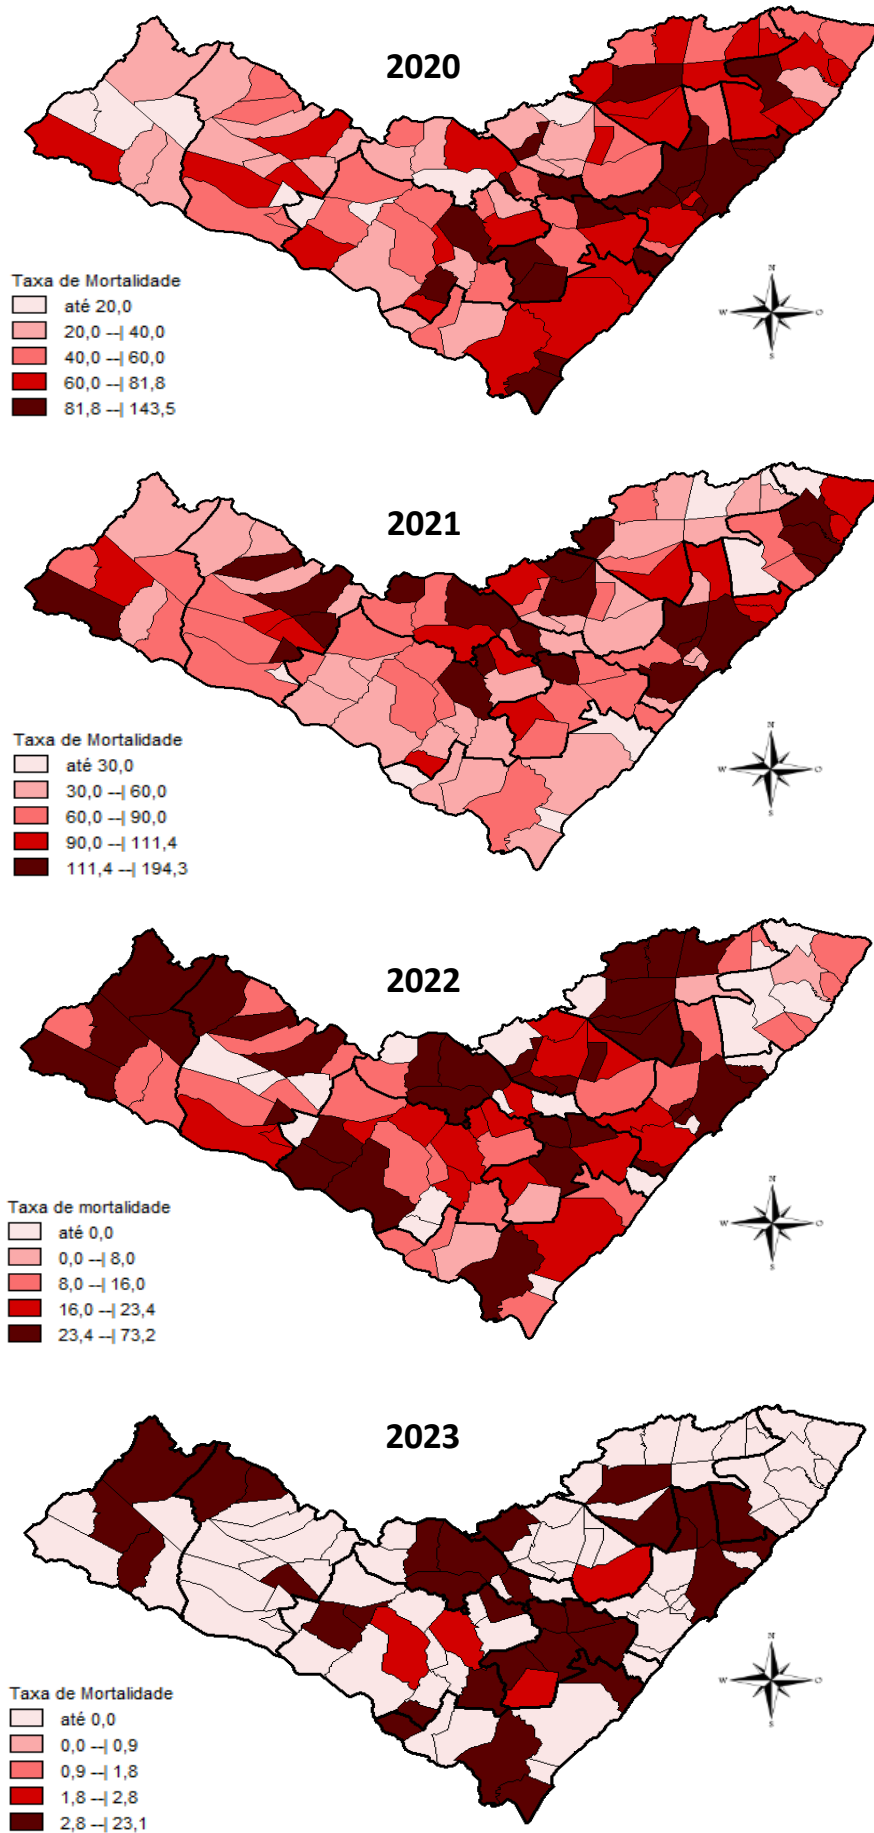 2020
Taxa de Mortalidade
até 20,0
20,0 --| 40,0
40,0 --| 60,0
60,0 --| 81,8
81,8 --| 143,5
N
W
O
S
2021
Taxa de Mortalidade
até 30,0
30,0 --| 60,0
60,0 --| 90,0
90,0 --| 111,4
111,4 --| 194,3
N
W
O
S
2022
Taxa de mortalidade
até 0,0
0,0 --| 8,0
8,0 --| 16,0
16,0 --| 23,4
23,4 --| 73,2
N
W
O
S
2023
Taxa de Mortalidade
até 0,0
0,0 --| 0,9
0,9 --| 1,8
1,8 --| 2,8
2,8 --| 23,1
N
W
O
S